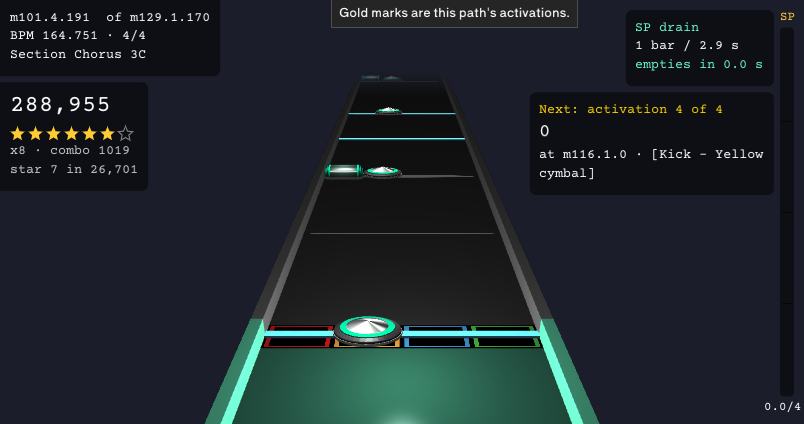 m101.4.191 of m129.1.170
BPM 164.751 · 4/4
Section Chorus 3C
Gold marks are this path's activations.
SP drain
1 bar / 2.9 s
empties in 0.0 s
SP
288,955
x8 · combo 1019
star 7 in 26,701
Next: activation 4 of 4
0
at m116.1.0 · [Kick – Yellow
cymbal]
0.0/4